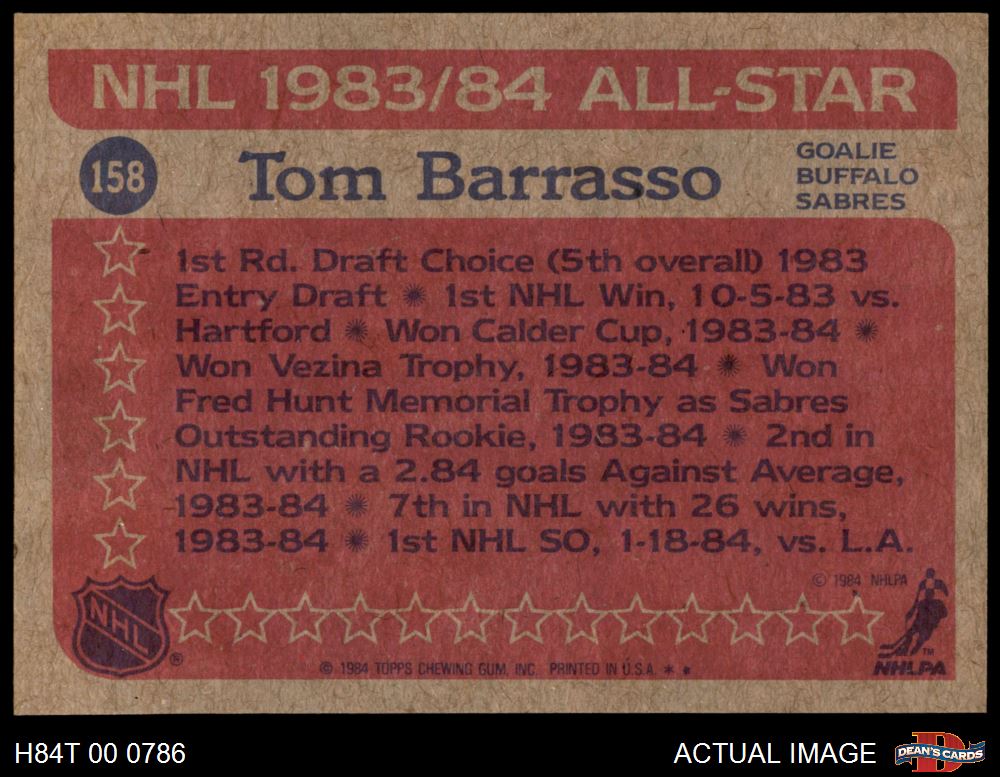 NHL 1983/84 ALL-STAR
158
Tom Barrasso
GOALIE
BUFFALO
SABRES
1st Rd. Draft Choice (5th overall) 1983
Entry Draft ✺ 1st NHL Win, 10-5-83 vs.
Hartford ✺ Won Calder Cup, 1983-84 ✺
Won Vezina Trophy, 1983-84 ✺ Won
Fred Hunt Memorial Trophy as Sabres
Outstanding Rookie, 1983-84 ✺ 2nd in
NHL with a 2.84 goals Against Average,
1983-84 ✺ 7th in NHL with 26 wins,
1983-84 ✺ 1st NHL SO, 1-18-84, vs. L.A.
© 1984 NHLPA
NHL
®
TM
NHLPA
© 1984 TOPPS CHEWING GUM, INC. PRINTED IN U.S.A. * *
H84T 00 0786
ACTUAL IMAGE
D
DEAN'S CARDS